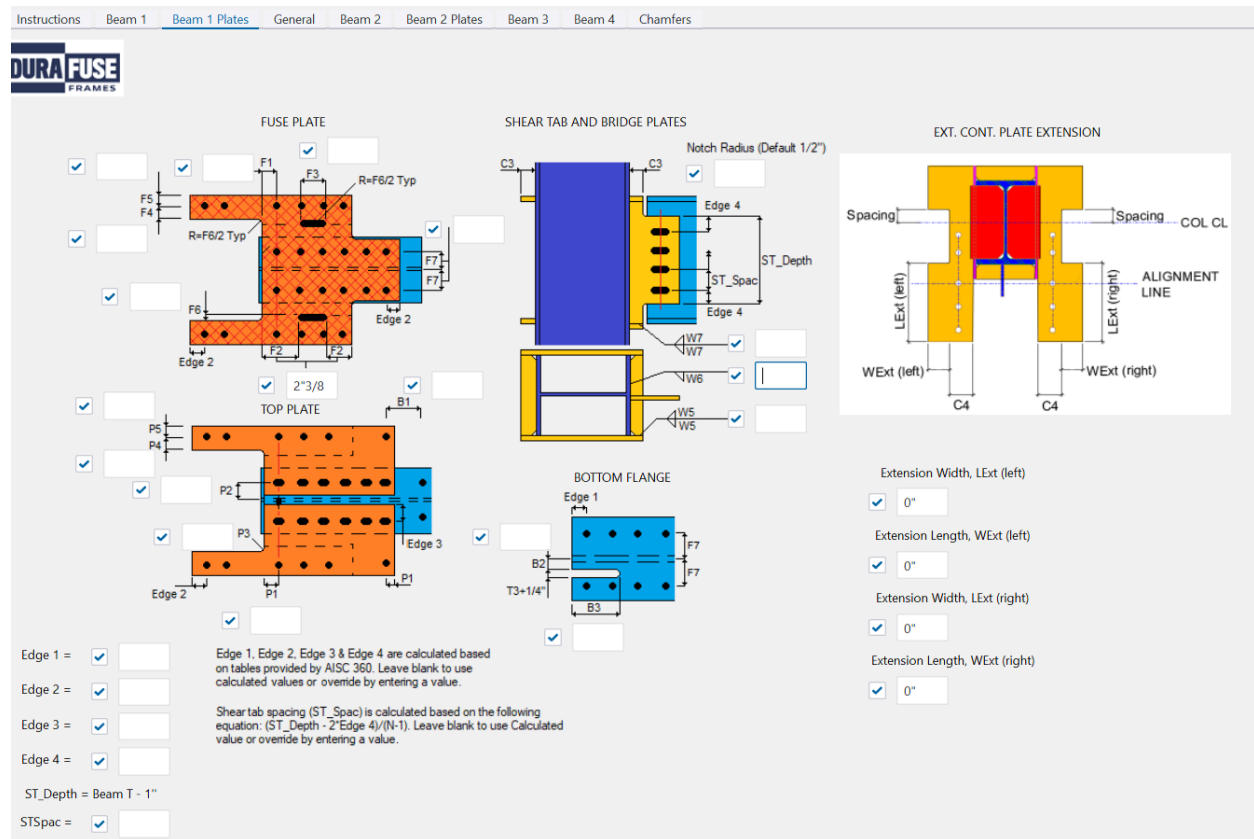 Instructions Beam 1 Beam 1 Plates General Beam 2 Beam 2 Plates Beam 3 Beam 4 Chamfers
DURA FUSE
FRAMES
FUSE PLATE
F1
F3
R=F6/2 Typ
F5
F4
R=F6/2 Typ
F7
F7
F6
Edge 2
F2
F2
Edge 2
2"3/8
TOP PLATE
B1
P5
P4
P2
P3
Edge 3
Edge 2
P1
P1
SHEAR TAB AND BRIDGE PLATES
Notch Radius (Default 1/2")
C3
C3
Edge 4
ST_Depth
ST_Spac
Edge 4
W7
W7
W6
W5
W5
BOTTOM FLANGE
Edge 1
F7
B2
F7
T3+1/4"
B3
EXT. CONT. PLATE EXTENSION
Spacing
Spacing
COL CL
ALIGNMENT
LINE
LExt (left)
LExt (right)
WExt (left)
WExt (right)
C4
C4
Extension Width, LExt (left)
0"
Extension Length, WExt (left)
0"
Extension Width, LExt (right)
0"
Extension Length, WExt (right)
0"
Edge 1 =
Edge 2 =
Edge 3 =
Edge 4 =
ST_Depth = Beam T - 1"
STSpac =
Edge 1, Edge 2, Edge 3 & Edge 4 are calculated based
on tables provided by AISC 360. Leave blank to use
calculated values or override by entering a value.
Shear tab spacing (ST_Spac) is calculated based on the following
equation: (ST_Depth - 2*Edge 4)/(N-1). Leave blank to use Calculated
value or override by entering a value.